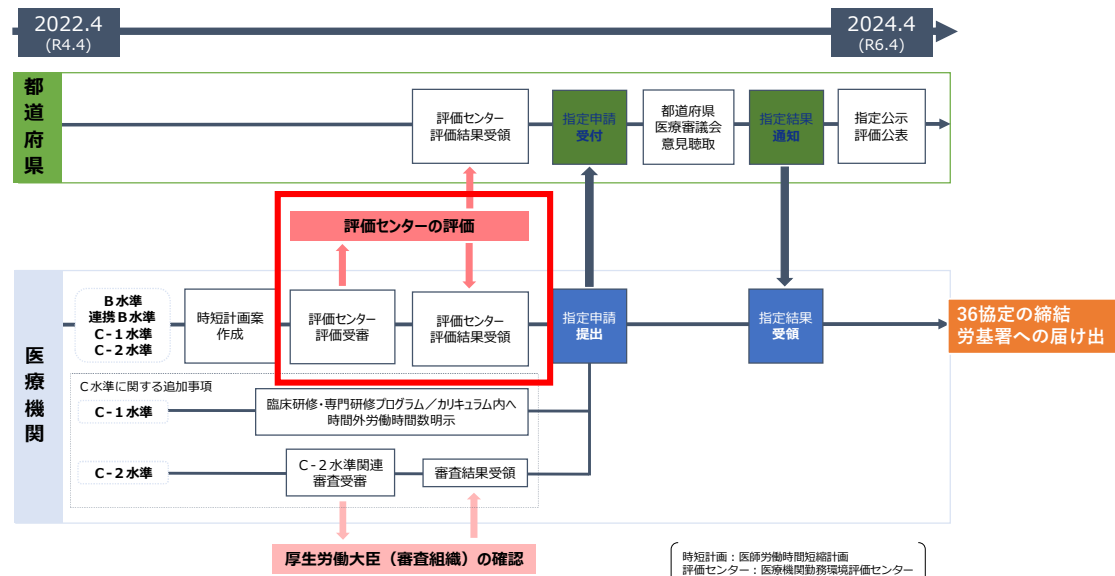 2022.4
(R4.4)
2024.4
(R6.4)
都
道
府
県
評価センター
評価結果受領
指定申請
受付
都道府県
医療審議会
意見聴取
指定結果
通知
指定公示
評価公表
評価センターの評価
医
療
機
関
B水準
連携B水準
C-1水準
C-2水準
時短計画案
作成
評価センター
評価受審
評価センター
評価結果受領
指定申請
提出
指定結果
受領
36協定の締結
労基署への届け出
C水準に関する追加事項
C-1水準
臨床研修・専門研修プログラム/カリキュラム内へ
時間外労働時間数明示
C-2水準
C-2水準関連
審査受審
審査結果受領
厚生労働大臣(審査組織)の確認
時短計画:医師労働時間短縮計画
評価センター:医療機関勤務環境評価センター